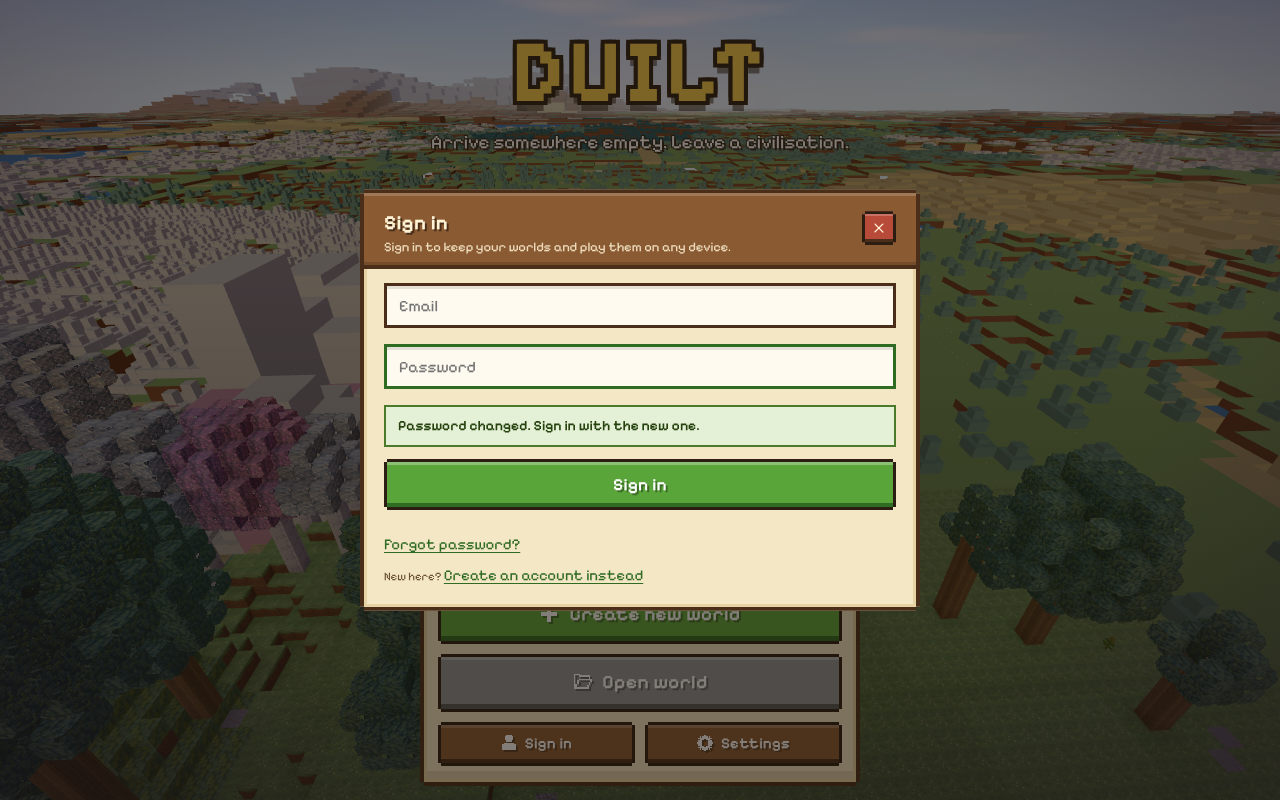 DUILT
Arrive somewhere empty. Leave a civilisation.
Sign in
Sign in to keep your worlds and play them on any device.
Email
Password
Password changed. Sign in with the new one.
Sign in
Forgot password?
New here? Create an account instead
Create new world
Open world
Sign in
Settings